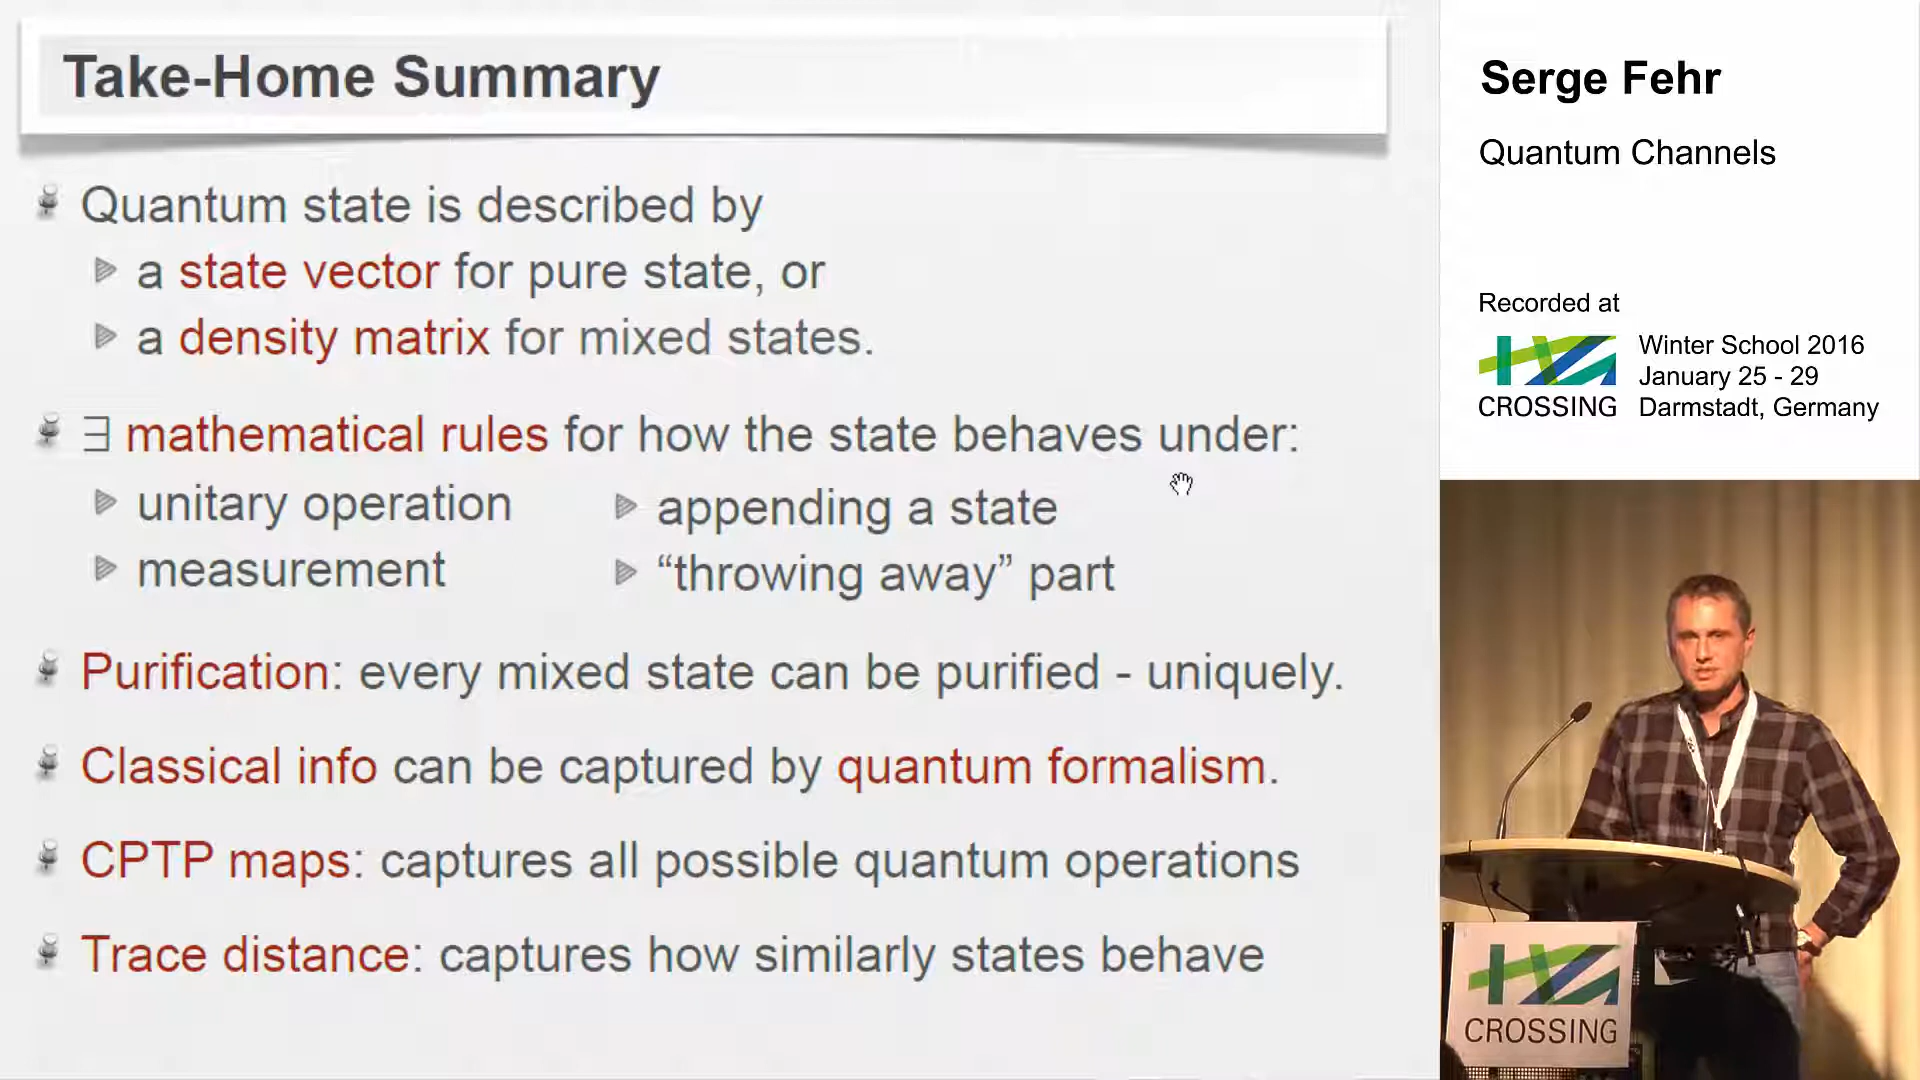 Take-Home Summary
Quantum state is described by
a state vector for pure state, or
a density matrix for mixed states.
∃ mathematical rules for how the state behaves under:
unitary operation
measurement
appending a state
“throwing away” part
Purification: every mixed state can be purified - uniquely.
Classical info can be captured by quantum formalism.
CPTP maps: captures all possible quantum operations
Trace distance: captures how similarly states behave
Serge Fehr
Quantum Channels
Recorded at
CROSSING
Winter School 2016
January 25 - 29
Darmstadt, Germany
CROSSING